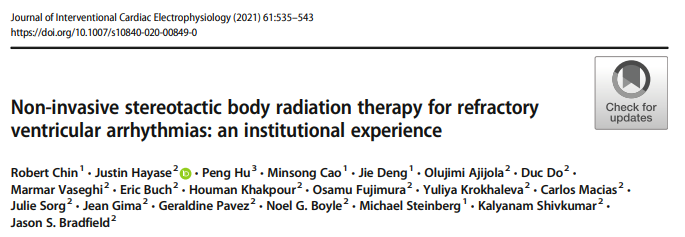 Journal of Interventional Cardiac Electrophysiology (2021) 61:535–543
https://doi.org/10.1007/s10840-020-00849-0
Check for
updates
Non-invasive stereotactic body radiation therapy for refractory
ventricular arrhythmias: an institutional experience
Robert Chin1 · Justin Hayase2 iD · Peng Hu3 · Minsong Cao1 · Jie Deng1 · Olujimi Ajijola2 · Duc Do2 ·
Marmar Vaseghi2 · Eric Buch2 · Houman Khakpour2 · Osamu Fujimura2 · Yuliya Krokhaleva2 · Carlos Macias2 ·
Julie Sorg2 · Jean Gima2 · Geraldine Pavez2 · Noel G. Boyle2 · Michael Steinberg1 · Kalyanam Shivkumar2 ·
Jason S. Bradfield2